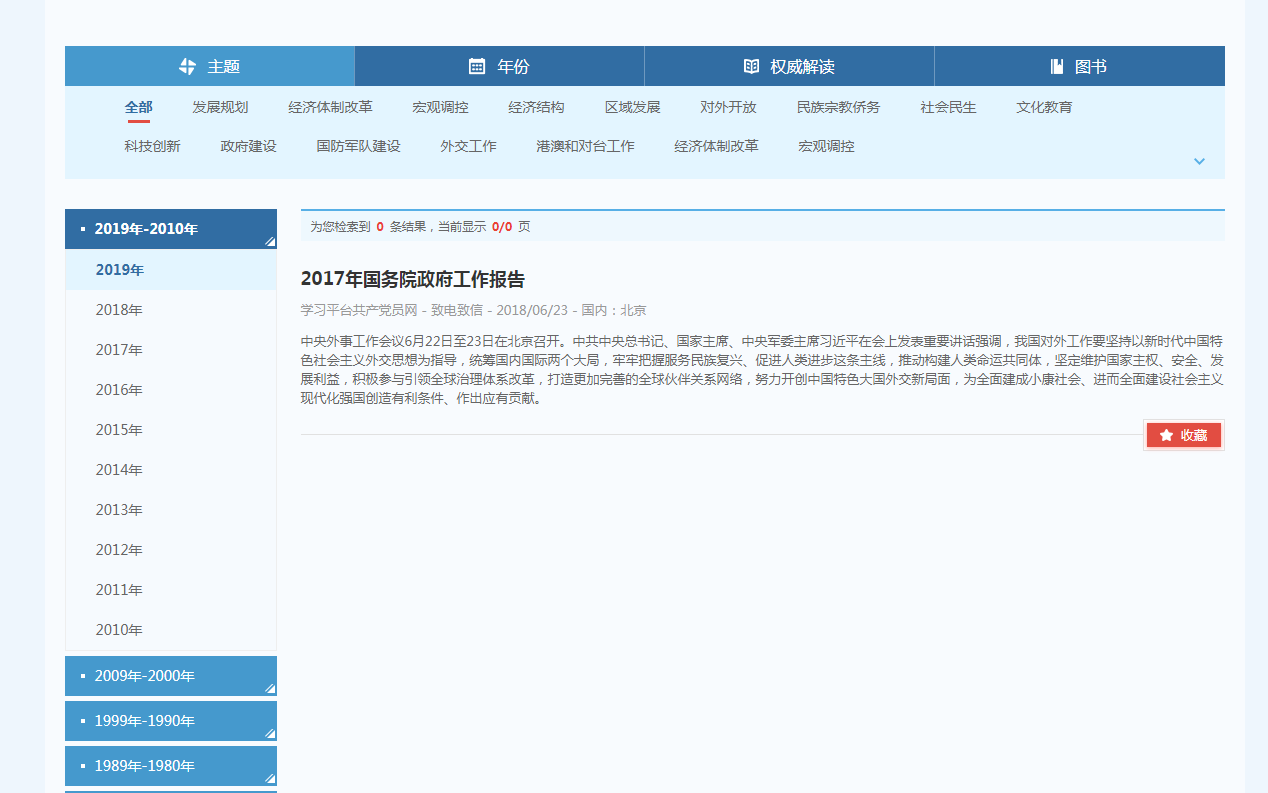 主题 年份 权威解读 图书
全部 发展规划 经济体制改革 宏观调控 经济结构 区域发展 对外开放 民族宗教侨务 社会民生 文化教育
科技创新 政府建设 国防军队建设 外交工作 港澳和对台工作 经济体制改革 宏观调控
2019年-2010年
2019年
2018年
2017年
2016年
2015年
2014年
2013年
2012年
2011年
2010年
2009年-2000年
1999年-1990年
1989年-1980年
为您检索到 0 条结果，当前显示 0/0 页
2017年国务院政府工作报告
学习平台共产党员网 - 致电致信 - 2018/06/23 - 国内：北京
中央外事工作会议6月22日至23日在北京召开。中共中央总书记、国家主席、中央军委主席习近平在会上发表重要讲话强调，我国对外工作要坚持以新时代中国特
色社会主义外交思想为指导，统筹国内国际两个大局，牢牢把握服务民族复兴、促进人类进步这条主线，推动构建人类命运共同体，坚定维护国家主权、安全、发
展利益，积极参与引领全球治理体系改革，打造更加完善的全球伙伴关系网络，努力开创中国特色大国外交新局面，为全面建成小康社会、进而全面建设社会主义
现代化强国创造有利条件、作出应有贡献。
收藏